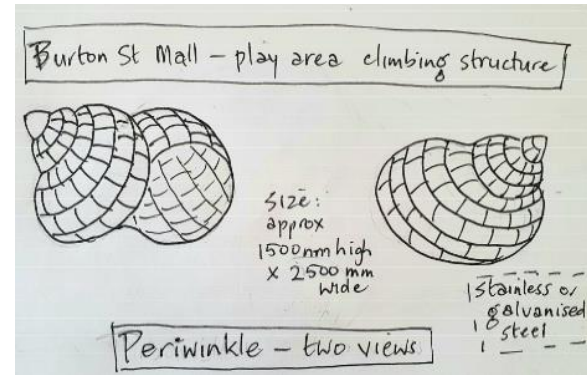 Burton St Mall – play area climbing structure
SIZE:
approx
1500mm high
x 2500 mm
wide
Stainless or
galvanised
steel
Periwinkle – two views